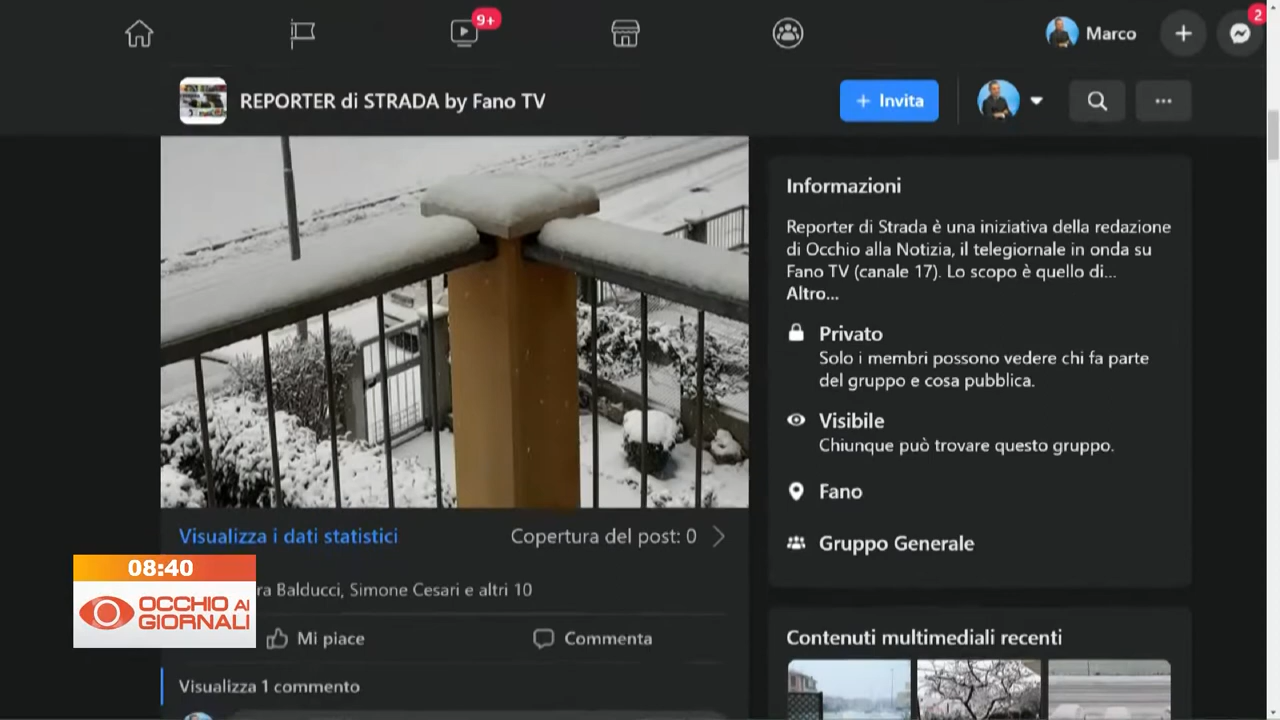 9+
Marco
2
REPORTER di STRADA by Fano TV
+ Invita
Informazioni
Reporter di Strada è una iniziativa della redazione
di Occhio alla Notizia, il telegiornale in onda su
Fano TV (canale 17). Lo scopo è quello di...
Altro...
Privato
Solo i membri possono vedere chi fa parte
del gruppo e cosa pubblica.
Visibile
Chiunque può trovare questo gruppo.
Fano
Gruppo Generale
Visualizza i dati statistici
Copertura del post: 0
Balducci, Simone Cesari e altri 10
Mi piace
Commenta
Visualizza 1 commento
Contenuti multimediali recenti
08:40
OCCHIO AI
GIORNALI